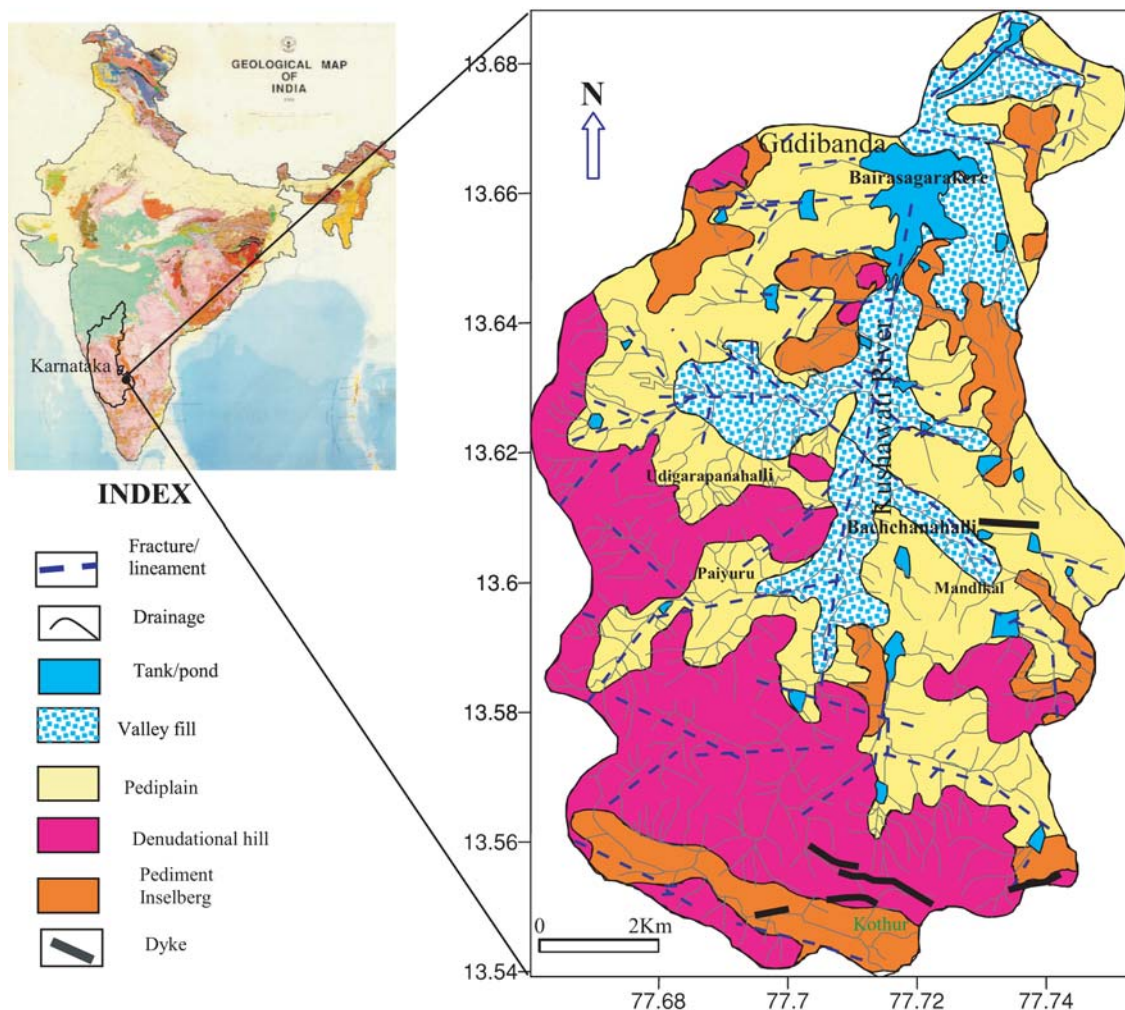 GEOLOGICAL MAP
OF
INDIA
Karnataka
INDEX
Fracture/
lineament
Drainage
Tank/pond
Valley fill
Pediplain
Denudational hill
Pediment
Inselberg
Dyke
13.68
13.66
13.64
13.62
13.6
13.58
13.56
13.54
N
Gudibanda
Bairasagarakere
Kushawati River
Udigarapanahalli
Bachchanahalli
Paiyuru
Mandikal
Kothur
0 2Km
77.68 77.7 77.72 77.74